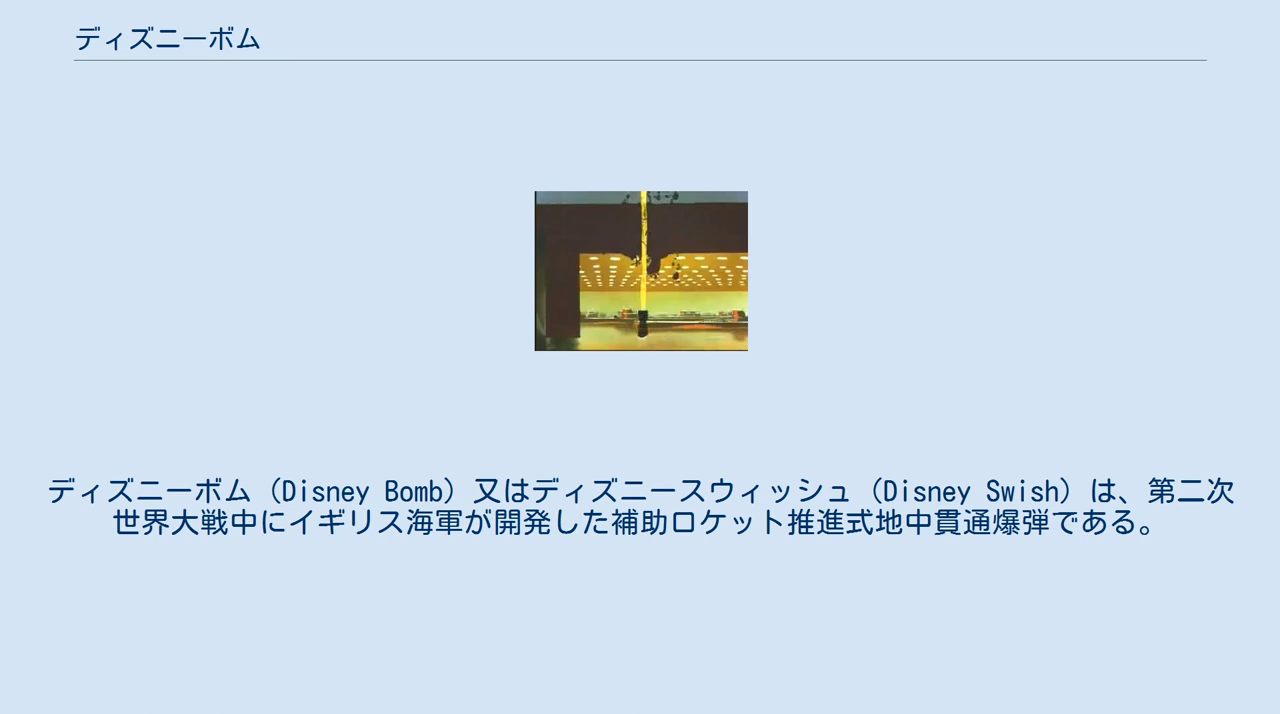 ディズニーボム
ディズニーボム（Disney Bomb）又はディズニースウィッシュ（Disney Swish）は、第二次
世界大戦中にイギリス海軍が開発した補助ロケット推進式地中貫通爆弾である。